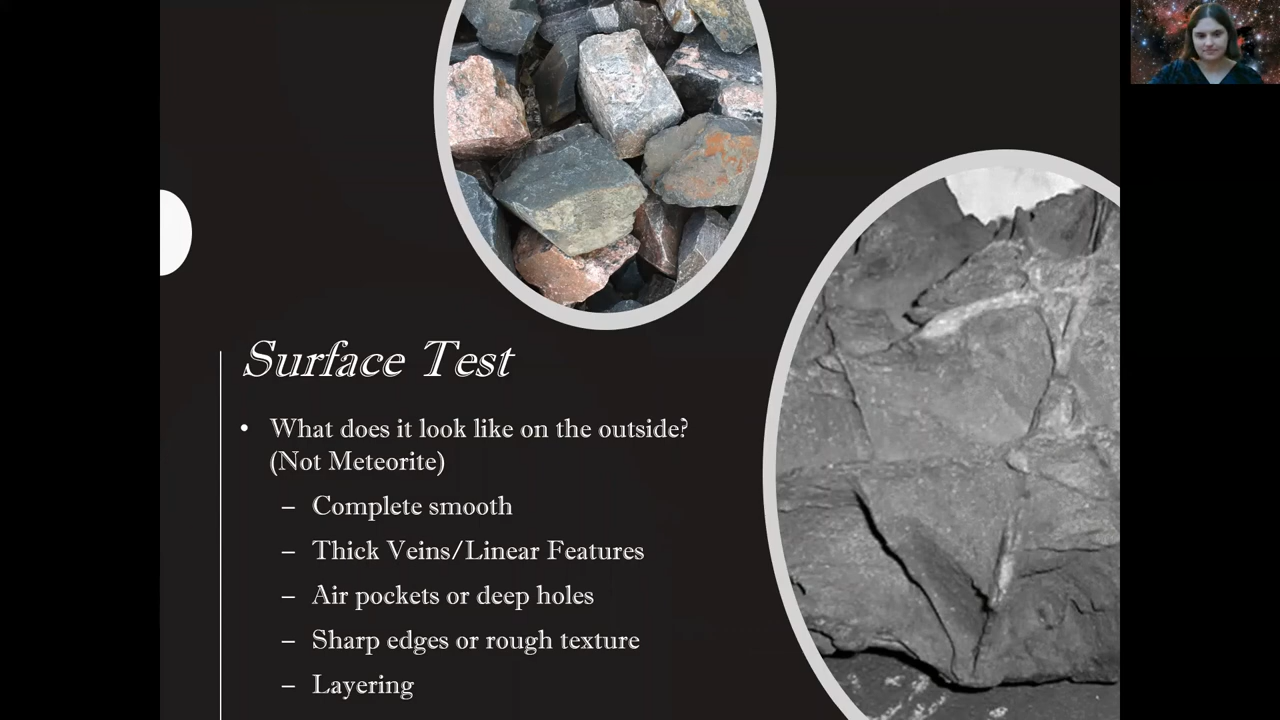 Surface Test
• What does it look like on the outside?
(Not Meteorite)
– Complete smooth
– Thick Veins/Linear Features
– Air pockets or deep holes
– Sharp edges or rough texture
– Layering